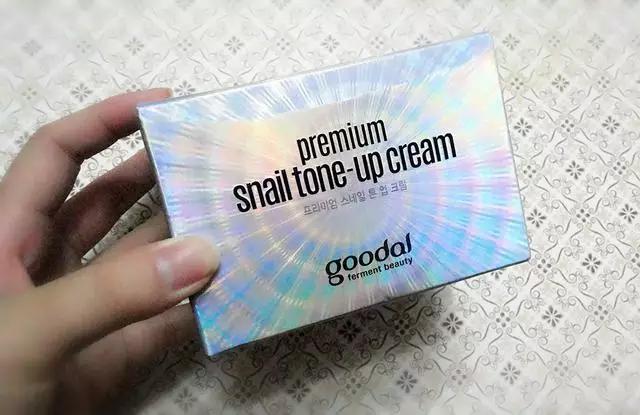 premium
snail tone-up cream
프리미엄 스네일 톤 업 크림
goodal
ferment beauty